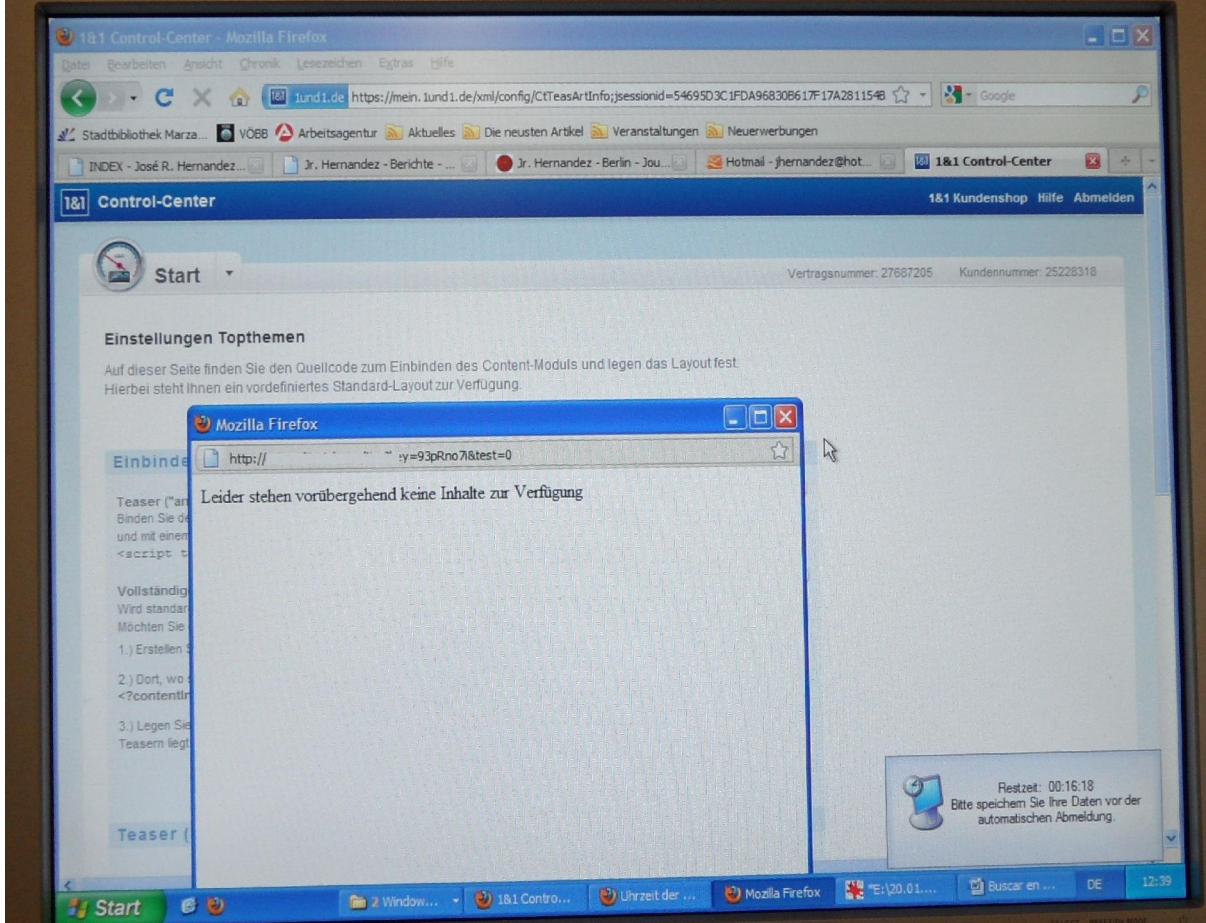 1&1 Control-Center - Mozilla Firefox
Datei Bearbeiten Ansicht Chronik Lesezeichen Extras Hilfe
1&1 1und1.de https://mein.1und1.de/xml/config/CtTeasArtInfo;jsessionid=54695D3C1FDA96830B617F17A281154B Google
Stadtbibliothek Marza... VÖBB Arbeitsagentur Aktuelles Die neusten Artikel Veranstaltungen Neuerwerbungen
INDEX - José R. Hernandez... Jr. Hernandez - Berichte - ... Jr. Hernandez - Berlin - Jou... Hotmail - jhernandez@hot... 1&1 1&1 Control-Center
1&1 Control-Center 1&1 Kundenshop Hilfe Abmelden
Start Vertragsnummer: 27687205 Kundennummer: 25228318
Einstellungen Topthemen
Auf dieser Seite finden Sie den Quellcode zum Einbinden des Content-Moduls und legen das Layout fest.
Hierbei steht Ihnen ein vordefiniertes Standard-Layout zur Verfügung.
Mozilla Firefox
http:// y=93pRno7i&test=0
Leider stehen vorübergehend keine Inhalte zur Verfügung
Einbinde
Teaser ("an
Binden Sie de
und mit einem
<script t
Vollständig
Wird standar
Möchten Sie
1.) Erstellen S
2.) Dort, wo s
<?contentIn
3.) Legen Sie
Teasern liegt
Teaser (
Restzeit: 00:16:18
Bitte speichern Sie Ihre Daten vor der
automatischen Abmeldung.
Start 2 Window... 1&1 Contro... Uhrzeit der ... Mozilla Firefox "E:\20.01.... Buscar en ... DE 12:39